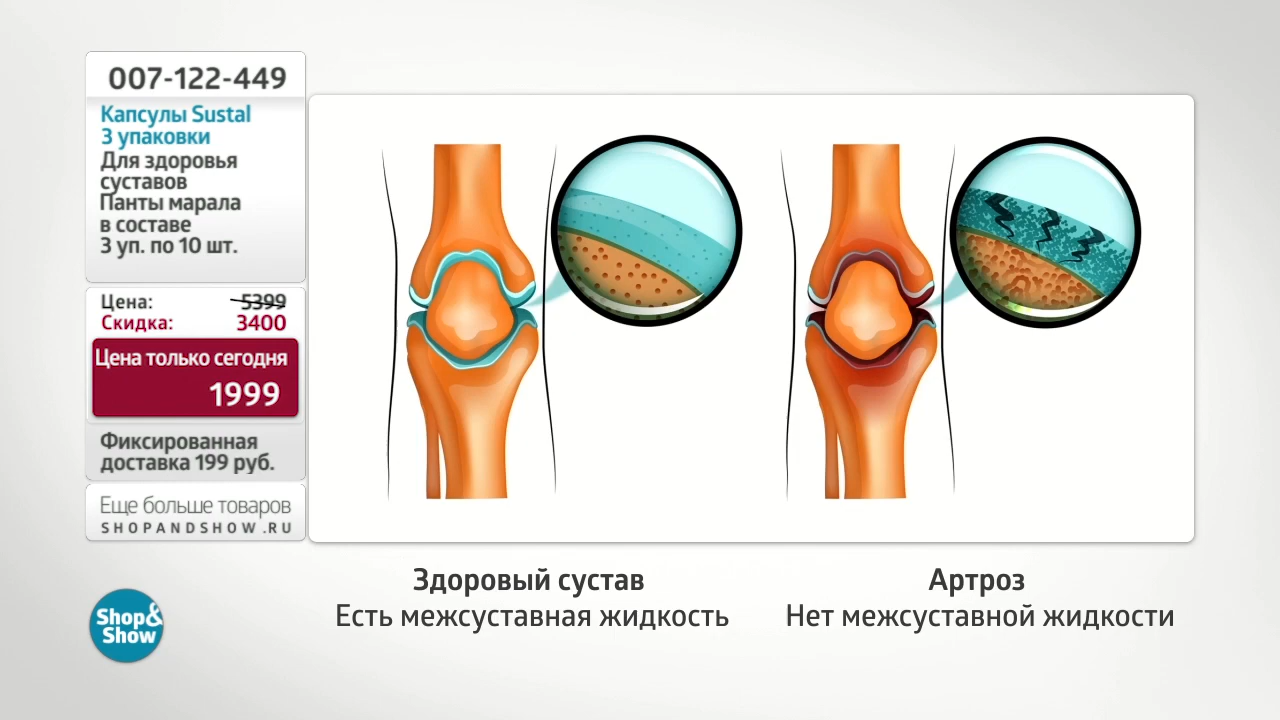 007-122-449
Капсулы Sustal
3 упаковки
Для здоровья
суставов
Панты марала
в составе
3 уп. по 10 шт.
Цена: 5399
Скидка: 3400
Цена только сегодня
1999
Фиксированная
доставка 199 руб.
Еще больше товаров
SHOPANDSHOW.RU
Shop&
Show
Здоровый сустав
Есть межсуставная жидкость
Артроз
Нет межсуставной жидкости